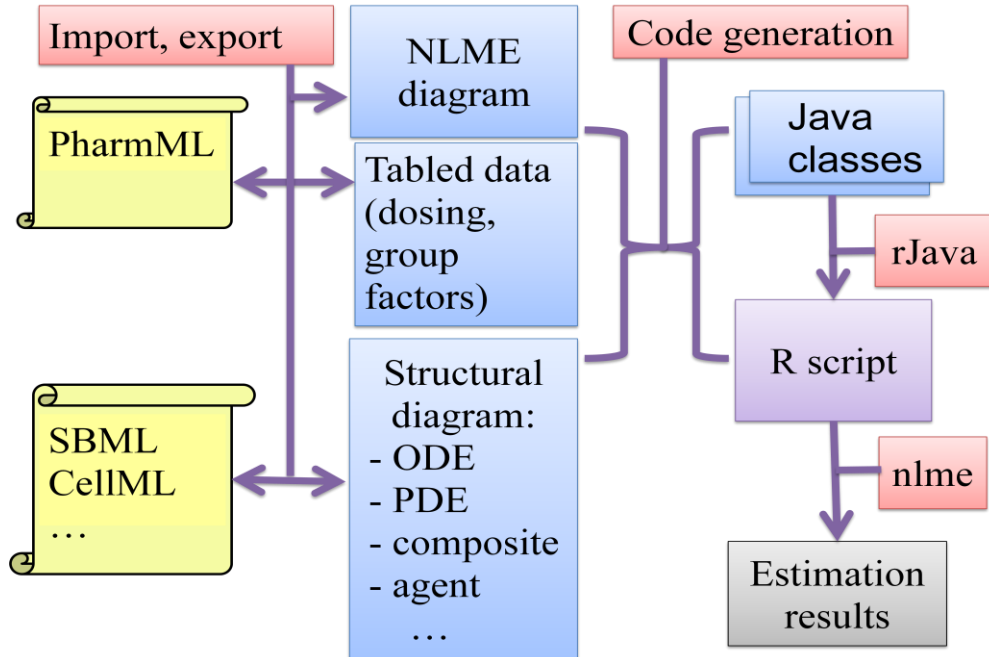 Import, export
PharmML
SBML
CellML
…
NLME
diagram
Tabled data
(dosing,
group
factors)
Structural
diagram:
- ODE
- PDE
- composite
- agent
…
Code generation
Java
classes
rJava
R script
nlme
Estimation
results